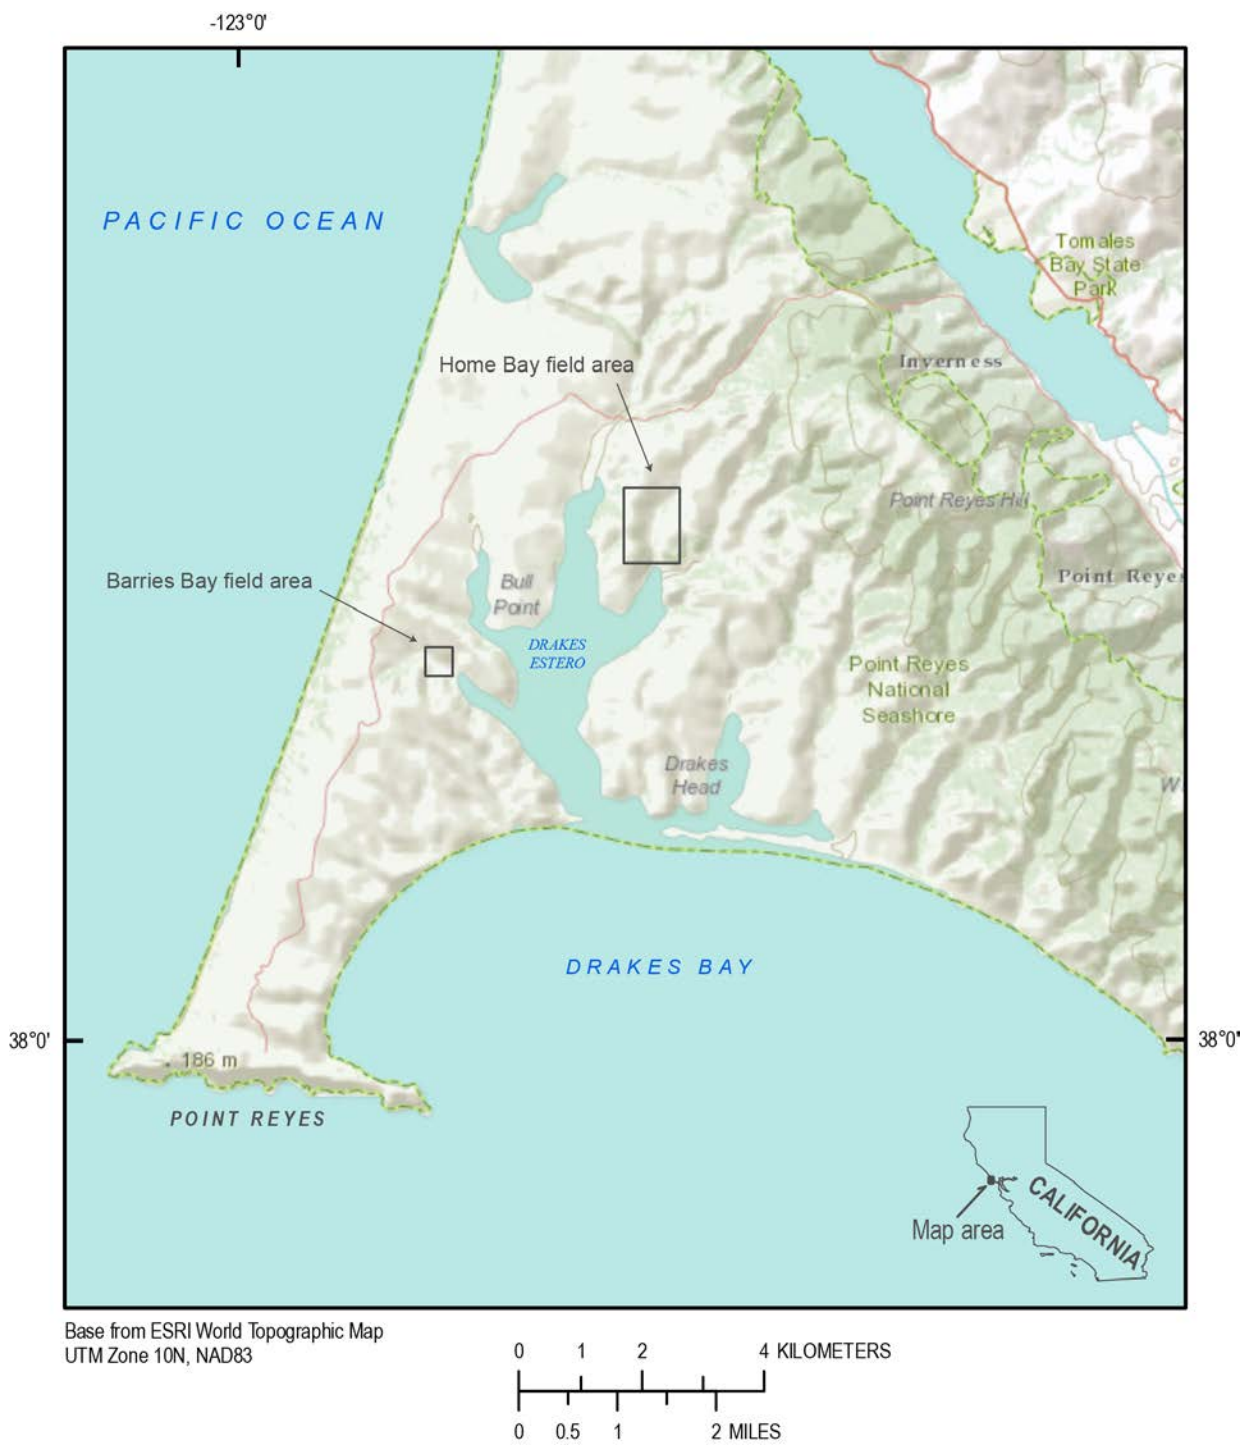 -123°0'
PACIFIC OCEAN
Tomales
Bay State
Park
Home Bay field area
Inverness
Point Reyes Hill
Barries Bay field area
Bull
Point
Point Reyes
DRAKES
ESTERO
Point Reyes
National
Seashore
Drakes
Head
W
DRAKES BAY
38°0'
38°0'
186 m
POINT REYES
CALIFORNIA
Map area
Base from ESRI World Topographic Map
UTM Zone 10N, NAD83
0 1 2 4 KILOMETERS
0 0.5 1 2 MILES